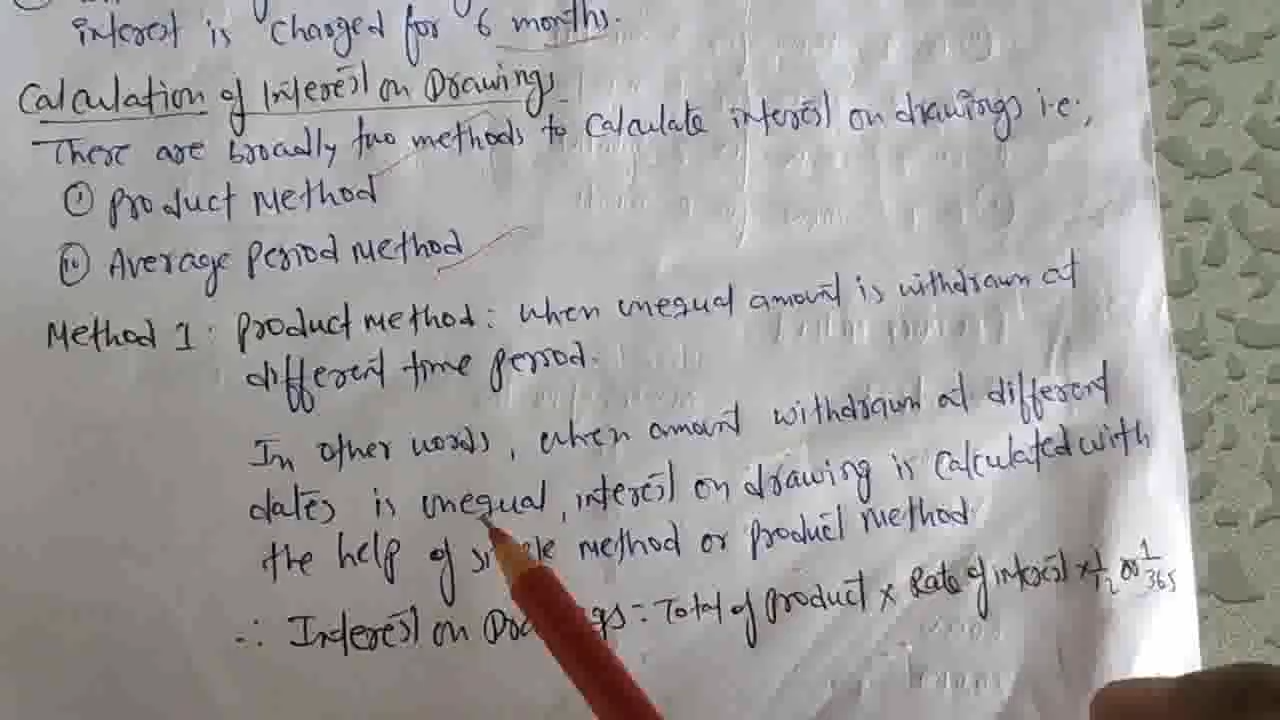 interest is charged for 6 months.
Calculation of Interest on Drawings
There are broadly two methods to calculate interest on drawings i.e;
(i) Product Method
(ii) Average Period Method
Method 1: Product method: when unequal amount is withdrawn at
different time period.
In other words, when amount withdrawn at different
dates is unequal, interest on drawing is calculated with
the help of method or product method
∴ Interest on = Total of product × Rate of interest × 1/12 or 1/365